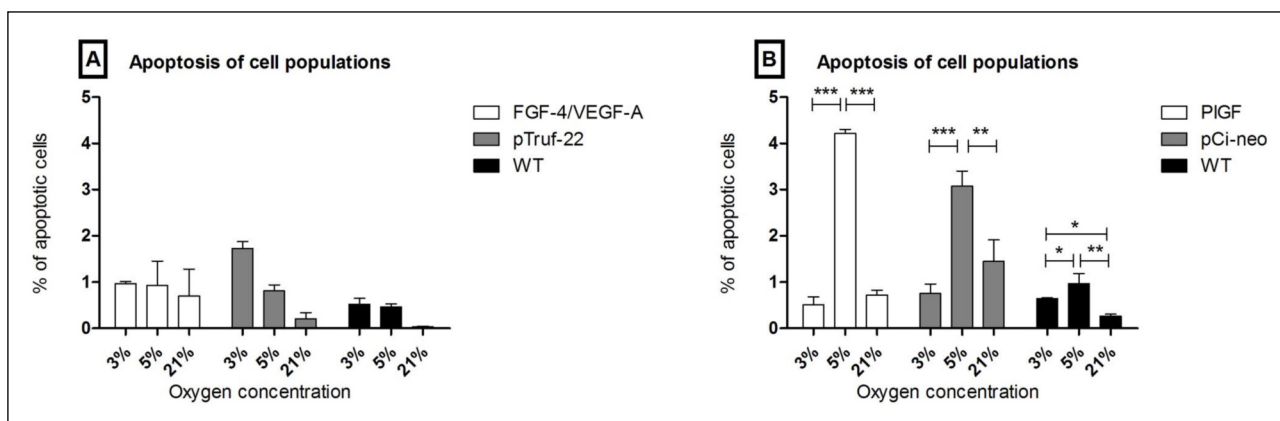 A Apoptosis of cell populations
% of apoptotic cells
5
4
3
2
1
0
3% 5% 21% 3% 5% 21% 3% 5% 21%
Oxygen concentration
FGF-4/VEGF-A
pTruf-22
WT
B Apoptosis of cell populations
% of apoptotic cells
5
4
3
2
1
0
*** ***
*** **
*
* **
3% 5% 21% 3% 5% 21% 3% 5% 21%
Oxygen concentration
PlGF
pCi-neo
WT